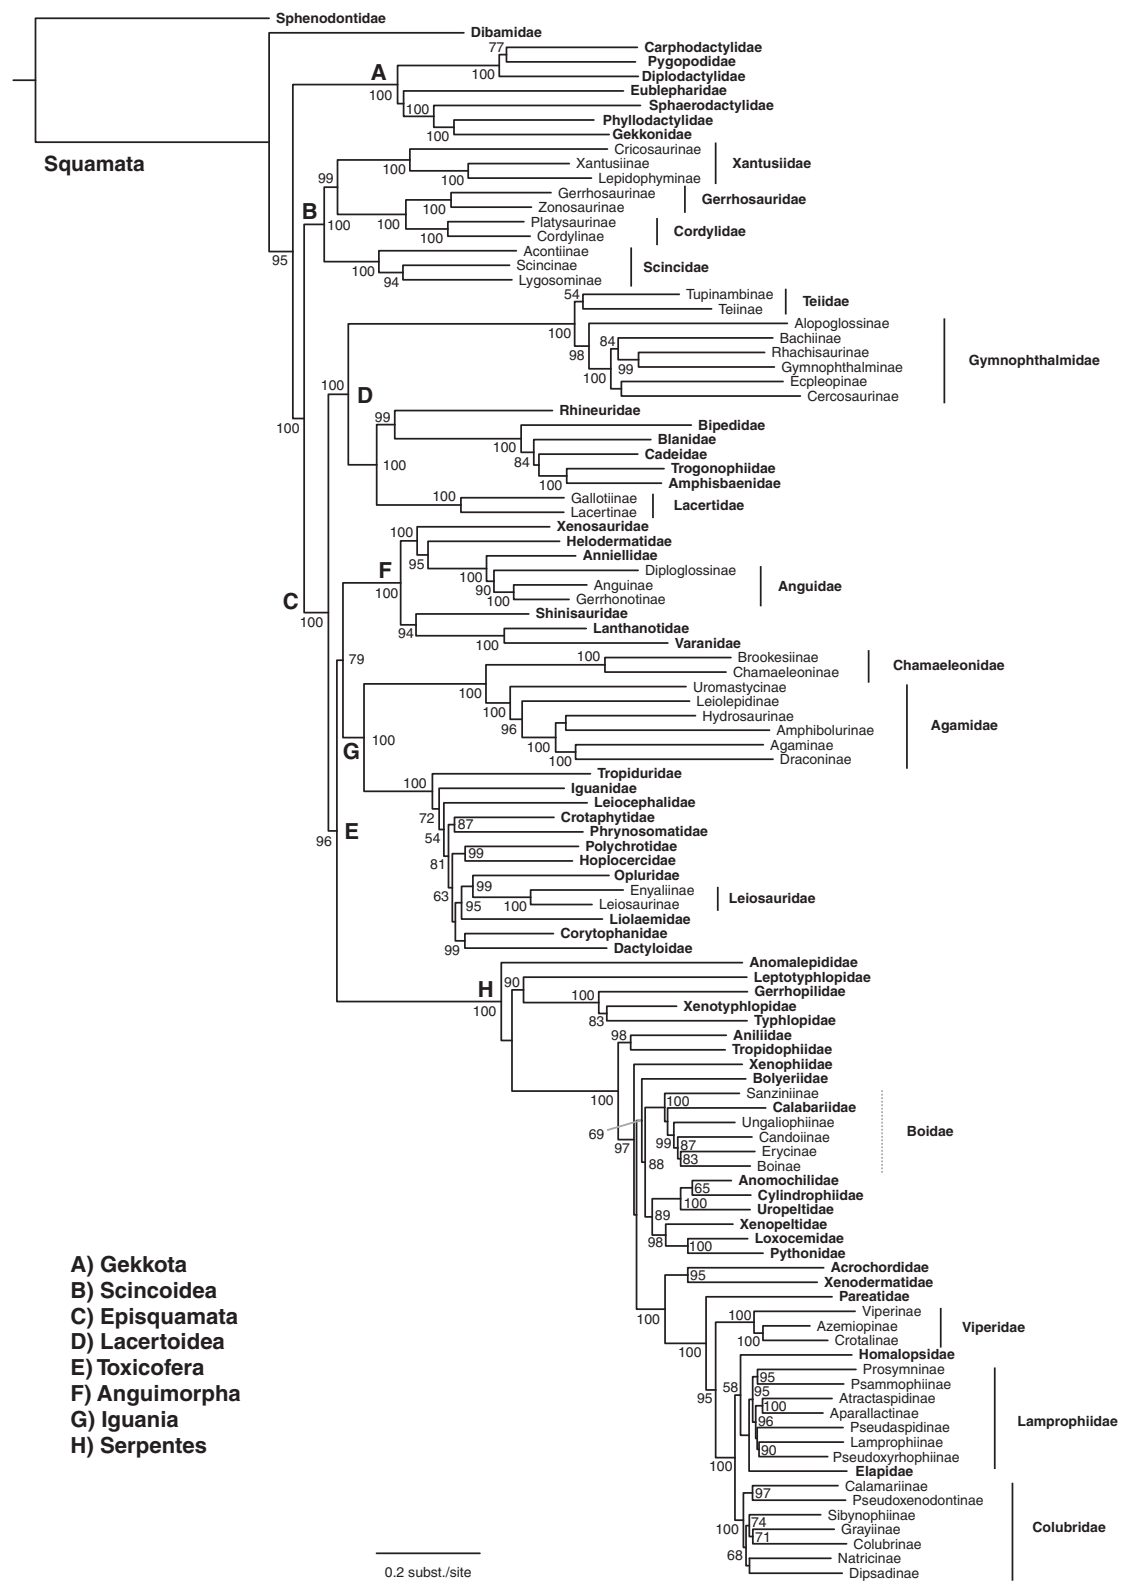 Sphenodontidae
Dibamidae
77
Carphodactylidae
Pygopodidae
A
100
Diplodactylidae
100
Eublepharidae
100
Sphaerodactylidae
Phyllodactylidae
100
Gekkonidae
Squamata
Cricosaurinae
100
Xantusiinae
Xantusiidae
99
100
Lepidophyminae
Gerrhosaurinae
Gerrhosauridae
100
Zonosaurinae
B
100
100
Platysaurinae
Cordylidae
100
Cordylinae
95
Acontiinae
100
Scincinae
Scincidae
94
Lygosominae
54
Tupinambinae
Teiidae
Teiinae
100
Alopoglossinae
84
Bachiinae
98
Rhachisaurinae
Gymnophthalmidae
99
Gymnophthalminae
100
Ecpleopinae
100
D
Cercosaurinae
99
Rhineuridae
100
Bipedidae
100
Blanidae
84
Cadeidae
100
Trogonophiidae
100
Amphisbaenidae
100
Gallotiinae
Lacertidae
Lacertinae
100
Xenosauridae
Helodermatidae
95
Anniellidae
F
100
Diploglossinae
100
90
Anguinae
Anguidae
C
100
Gerrhonotinae
100
Shinisauridae
94
Lanthanotidae
100
Varanidae
79
100
Brookesiinae
Chamaeleonidae
100
Chamaeleoninae
Uromastycinae
100
Leiolepidinae
96
Hydrosaurinae
Agamidae
Amphibolurinae
G
100
100
Agaminae
100
Draconinae
100
Tropiduridae
Iguanidae
72
Leiocephalidae
E
96
54
87
Crotaphytidae
Phrynosomatidae
81
99
Polychrotidae
Hoplocercidae
63
99
Opluridae
Enyaliinae
Leiosauridae
95
100
Leiosaurinae
Liolaemidae
Corytophanidae
99
Dactyloidae
Anomalepididae
H
90
Leptotyphlopidae
100
100
Gerrhopilidae
Xenotyphlopidae
83
Typhlopidae
98
Aniliidae
Tropidophiidae
Xenophiidae
Bolyeriidae
100
Sanziniinae
100
Calabariidae
69
Ungaliophiinae
Boidae
97
99
87
Candoiinae
83
Erycinae
88
Boinae
Anomochilidae
65
Cylindrophiidae
100
Uropeltidae
89
Xenopeltidae
98
100
Loxocemidae
Pythonidae
A) Gekkota
95
Acrochordidae
Xenodermatidae
B) Scincoidea
Pareatidae
100
100
Viperinae
C) Episquamata
Azemiopinae
Viperidae
100
Crotalinae
D) Lacertoidea
100
Homalopsidae
E) Toxicofera
Prosymninae
95
58
95
Psammophiinae
F) Anguimorpha
95
Atractaspidinae
100
Aparallactinae
Lamprophiidae
G) Iguania
96
Pseudaspidinae
Lamprophiinae
H) Serpentes
90
Pseudoxyrhophiinae
100
Elapidae
Calamariinae
97
Pseudoxenodontinae
Sibynophiinae
100
74
Grayiinae
Colubridae
71
Colubrinae
68
Natricinae
Dipsadinae
0.2 subst./site